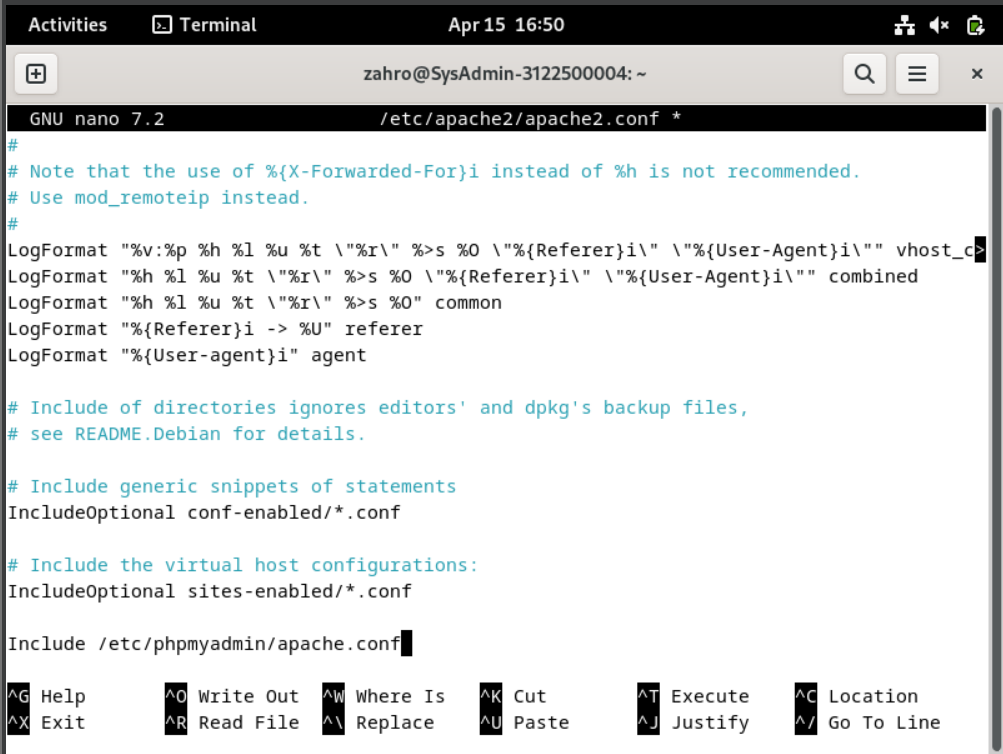 Activities Terminal Apr 15 16:50
zahro@SysAdmin-3122500004: ~
GNU nano 7.2 /etc/apache2/apache2.conf *
#
# Note that the use of %{X-Forwarded-For}i instead of %h is not recommended.
# Use mod_remoteip instead.
#
LogFormat "%v:%p %h %l %u %t \"%r\" %>s %O \"%{Referer}i\" \"%{User-Agent}i\"" vhost_c>
LogFormat "%h %l %u %t \"%r\" %>s %O \"%{Referer}i\" \"%{User-Agent}i\"" combined
LogFormat "%h %l %u %t \"%r\" %>s %O" common
LogFormat "%{Referer}i -> %U" referer
LogFormat "%{User-agent}i" agent
# Include of directories ignores editors' and dpkg's backup files,
# see README.Debian for details.
# Include generic snippets of statements
IncludeOptional conf-enabled/*.conf
# Include the virtual host configurations:
IncludeOptional sites-enabled/*.conf
Include /etc/phpmyadmin/apache.conf
^G Help ^O Write Out ^W Where Is ^K Cut ^T Execute ^C Location
^X Exit ^R Read File ^\ Replace ^U Paste ^J Justify ^/ Go To Line